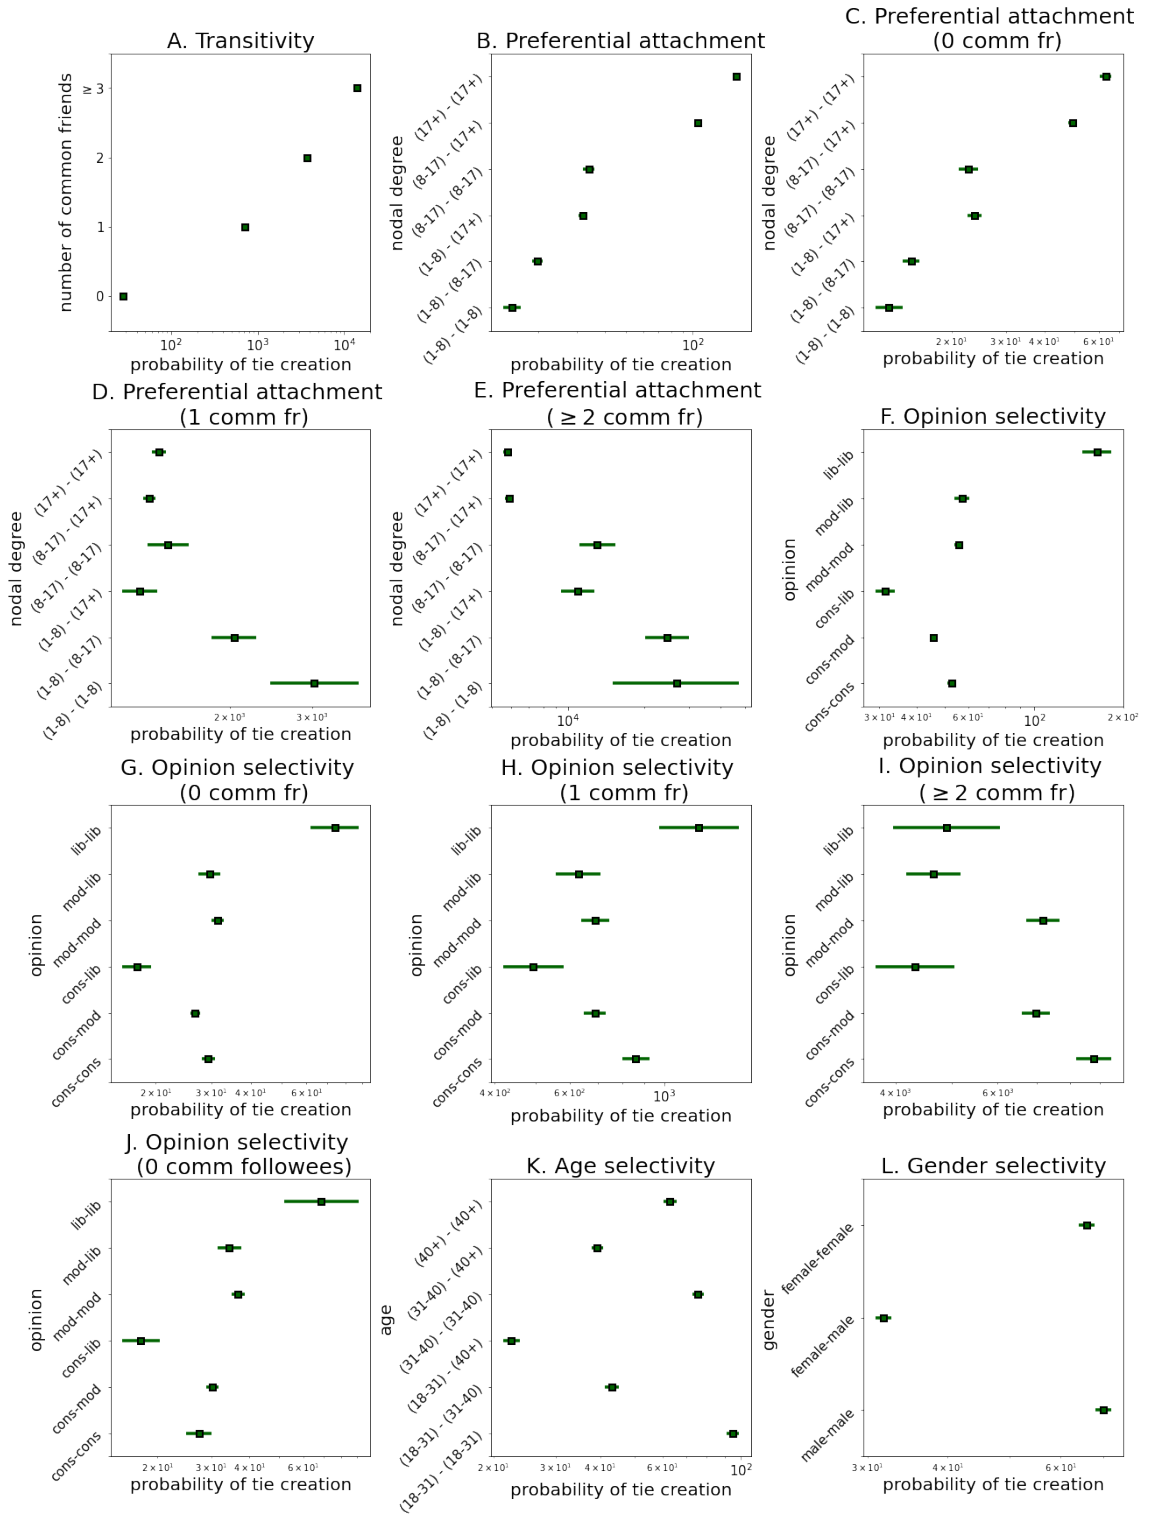 A. Transitivity
number of common friends
≥ 3
2
1
0
10²
10³
10⁴
probability of tie creation
B. Preferential attachment
nodal degree
(17+) - (17+)
(8-17) - (17+)
(8-17) - (8-17)
(1-8) - (17+)
(1-8) - (8-17)
(1-8) - (1-8)
10²
probability of tie creation
C. Preferential attachment
(0 comm fr)
nodal degree
(17+) - (17+)
(8-17) - (17+)
(8-17) - (8-17)
(1-8) - (17+)
(1-8) - (8-17)
(1-8) - (1-8)
2 × 10¹
3 × 10¹
4 × 10¹
6 × 10¹
probability of tie creation
D. Preferential attachment
(1 comm fr)
nodal degree
(17+) - (17+)
(8-17) - (17+)
(8-17) - (8-17)
(1-8) - (17+)
(1-8) - (8-17)
(1-8) - (1-8)
2 × 10³
3 × 10³
probability of tie creation
E. Preferential attachment
(≥ 2 comm fr)
nodal degree
(17+) - (17+)
(8-17) - (17+)
(8-17) - (8-17)
(1-8) - (17+)
(1-8) - (8-17)
(1-8) - (1-8)
10⁴
probability of tie creation
F. Opinion selectivity
opinion
lib-lib
mod-lib
mod-mod
cons-lib
cons-mod
cons-cons
3 × 10¹
4 × 10¹
6 × 10¹
10²
2 × 10²
probability of tie creation
G. Opinion selectivity
(0 comm fr)
opinion
lib-lib
mod-lib
mod-mod
cons-lib
cons-mod
cons-cons
2 × 10¹
3 × 10¹
4 × 10¹
6 × 10¹
probability of tie creation
H. Opinion selectivity
(1 comm fr)
opinion
lib-lib
mod-lib
mod-mod
cons-lib
cons-mod
cons-cons
4 × 10²
6 × 10²
10³
probability of tie creation
I. Opinion selectivity
(≥ 2 comm fr)
opinion
lib-lib
mod-lib
mod-mod
cons-lib
cons-mod
cons-cons
4 × 10³
6 × 10³
probability of tie creation
J. Opinion selectivity
(0 comm followees)
opinion
lib-lib
mod-lib
mod-mod
cons-lib
cons-mod
cons-cons
2 × 10¹
3 × 10¹
4 × 10¹
6 × 10¹
probability of tie creation
K. Age selectivity
age
(40+) - (40+)
(31-40) - (40+)
(31-40) - (31-40)
(18-31) - (40+)
(18-31) - (31-40)
(18-31) - (18-31)
2 × 10¹
3 × 10¹
4 × 10¹
6 × 10¹
10²
probability of tie creation
L. Gender selectivity
gender
female-female
female-male
male-male
3 × 10¹
4 × 10¹
6 × 10¹
probability of tie creation